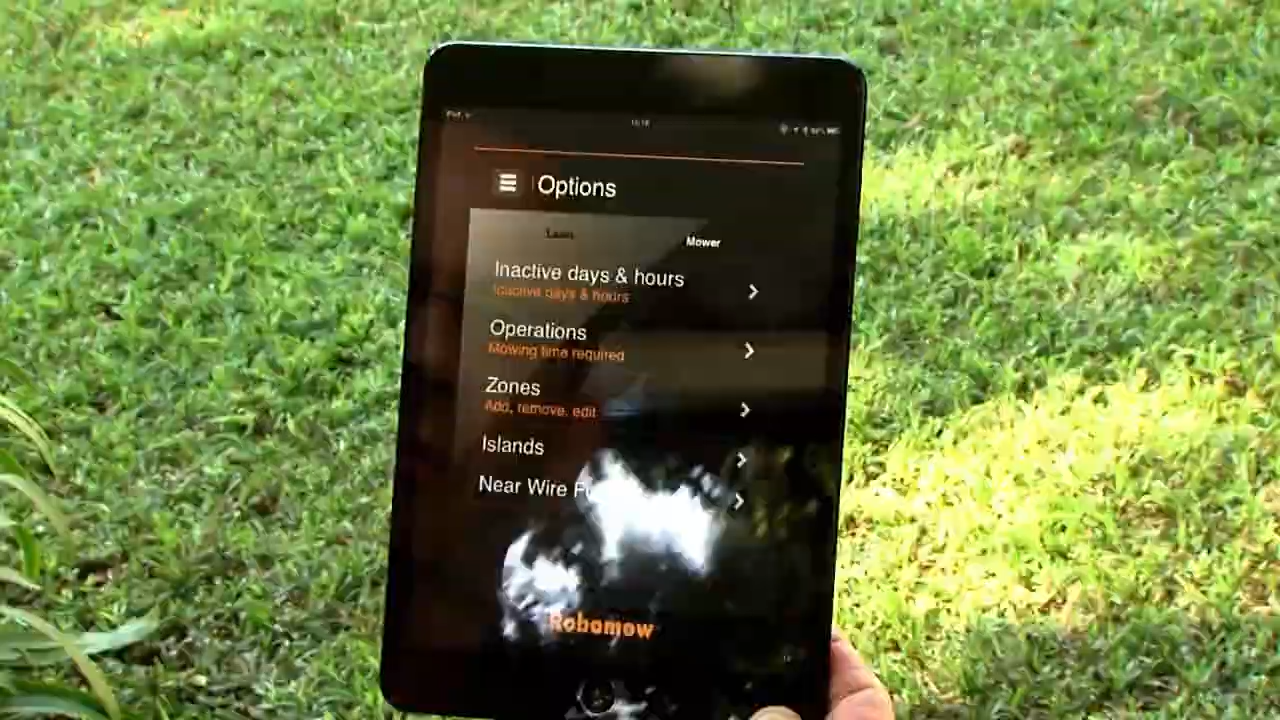 Options
Lawn
Mower
Inactive days & hours
Inactive days & hours
Operations
Mowing time required
Zones
Add, remove, edit
Islands
Near Wire
Robomow